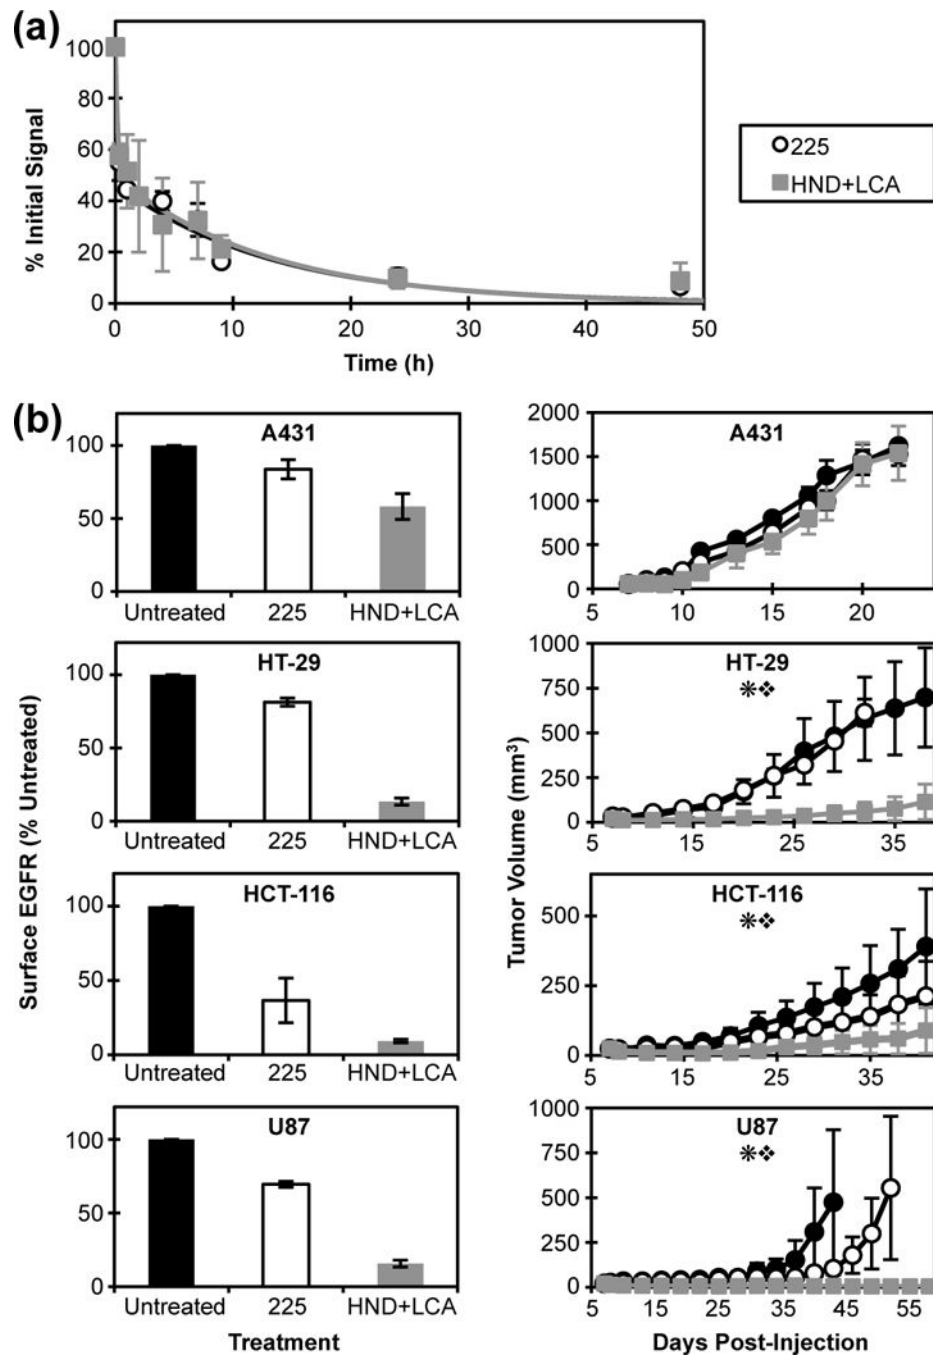 (a)
% Initial Signal
100
80
60
40
20
0
0 10 20 30 40 50
Time (h)
225
HND+LCA
(b)
Surface EGFR (% Untreated)
A431
100
50
0
Untreated 225 HND+LCA
HT-29
100
50
0
Untreated 225 HND+LCA
HCT-116
100
50
0
Untreated 225 HND+LCA
U87
100
50
0
Untreated 225 HND+LCA
Treatment
Tumor Volume (mm³)
A431
2000
1500
1000
500
0
5 10 15 20
HT-29
750
500
250
0
5 15 25 35
HCT-116
500
250
0
5 15 25 35
U87
1000
750
500
250
0
5 15 25 35 45 55
Days Post-Injection